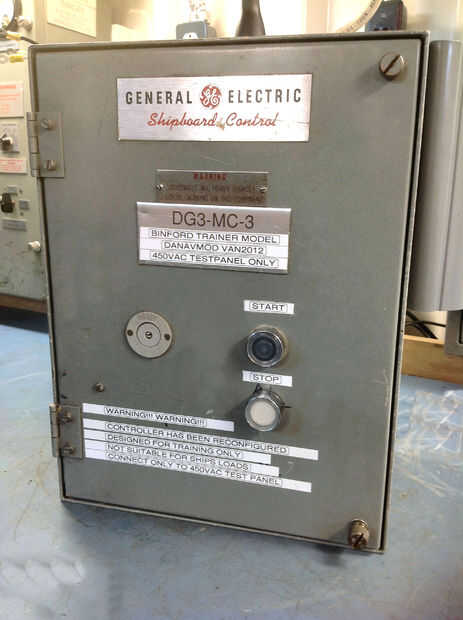 GENERAL GE ELECTRIC
Shipboard Control
WARNING
DG3-MC-3
BINFORD TRAINER MODEL
DANAVMOD VAN2012
450VAC TESTPANEL ONLY
START
STOP
WARNING!!! WARNING!!!
CONTROLLER HAS BEEN RECONFIGURED
DESIGNED FOR TRAINING ONLY
NOT SUITABLE FOR SHIPS LOADS
CONNECT ONLY TO 450VAC TEST PANEL